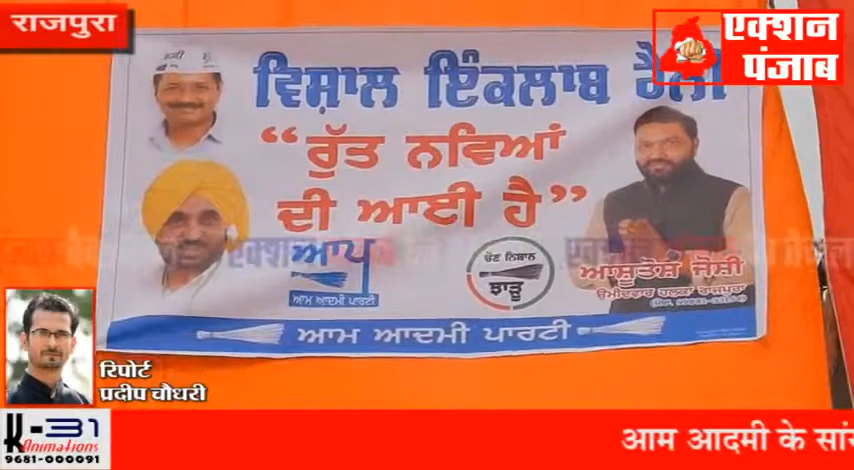 राजपुरा
एक्शन
पंजाब
ਵਿਸ਼ਾਲ ਇੰਕਲਾਬ ਰੈਲੀ
“ਰੁੱਤ ਨਵਿਆਂ
ਦੀ ਆਈ ਹੈ”
ਆਪ
ਆਮ ਆਦਮੀ ਪਾਰਟੀ
ਚੋਣ ਨਿਸ਼ਾਨ
ਝਾੜੂ
ਆਸ਼ੂਤੋਸ਼ ਜੋਸ਼ੀ
ਉਮੀਦਵਾਰ ਹਲਕਾ ਰਾਜਪੁਰਾ
ਆਮ ਆਦਮੀ ਪਾਰਟੀ
रिपोर्ट
प्रदीप चौधरी
K-31
Animations
9681-000091
आम आदमी के सां